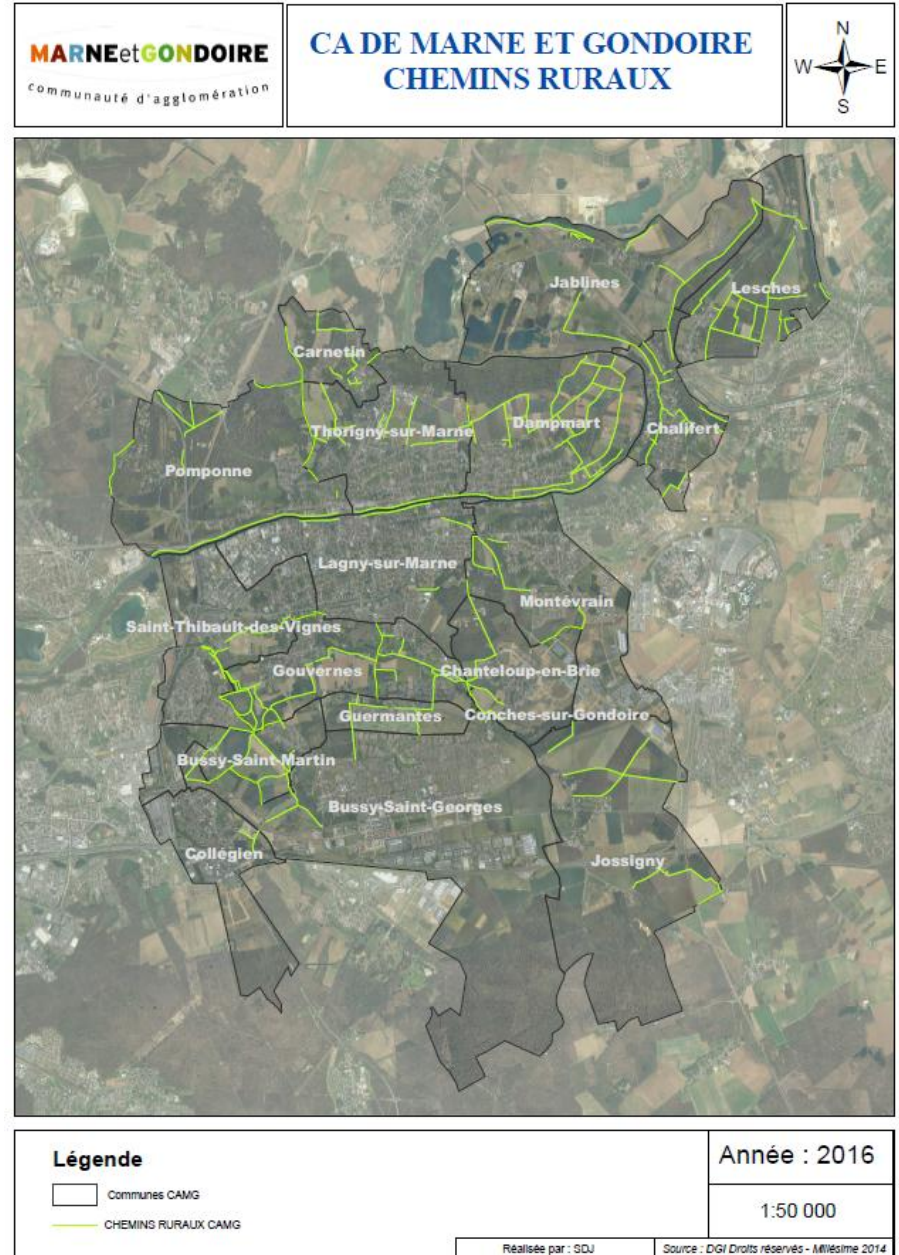 MARNEetGONDOIRE
communauté d'agglomération
CA DE MARNE ET GONDOIRE
CHEMINS RURAUX
N
W E
S
Jablines
Lesches
Carnetin
Thorigny-sur-Marne
Dampmart
Chalifert
Pomponne
Lagny-sur-Marne
Montévrain
Saint-Thibault-des-Vignes
Gouvernes
Chanteloup-en-Brie
Guermantes
Conches-sur-Gondoire
Bussy-Saint-Martin
Bussy-Saint-Georges
Collégien
Jossigny
Légende
Communes CAMG
CHEMINS RURAUX CAMG
Année : 2016
1:50 000
Réalisée par : SDJ
Source : DGI Droits réservés - Millésime 2014